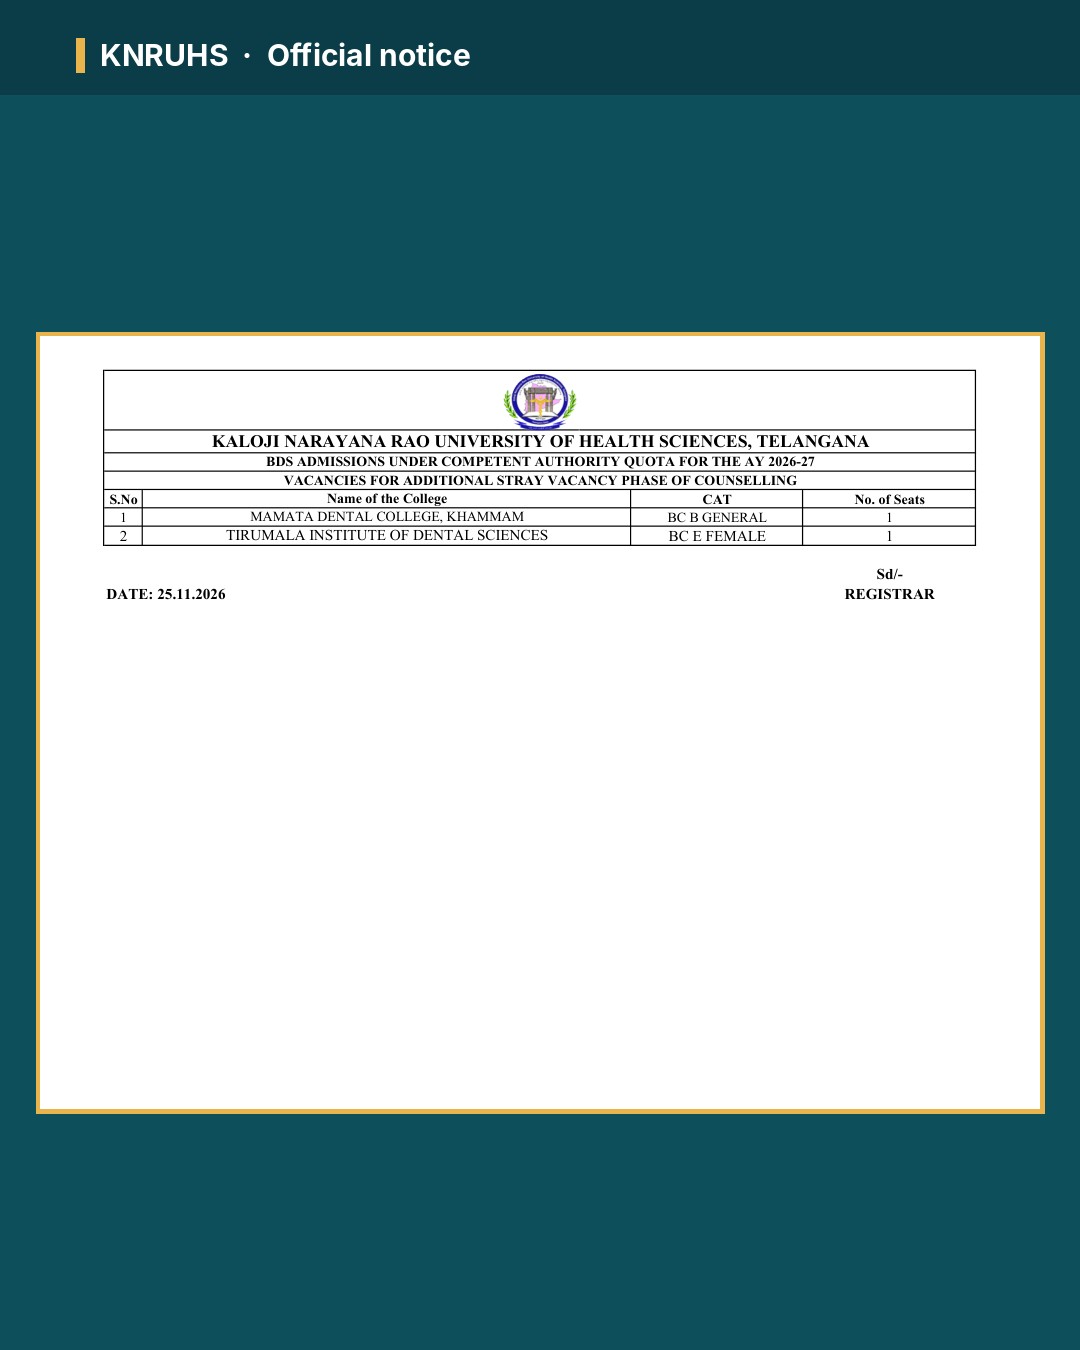 KNRUHS · Official notice
KALOJI NARAYANA RAO UNIVERSITY OF HEALTH SCIENCES, TELANGANA
BDS ADMISSIONS UNDER COMPETENT AUTHORITY QUOTA FOR THE AY 2026-27
VACANCIES FOR ADDITIONAL STRAY VACANCY PHASE OF COUNSELLING
S.No Name of the College CAT No. of Seats
1 MAMATA DENTAL COLLEGE, KHAMMAM BC B GENERAL 1
2 TIRUMALA INSTITUTE OF DENTAL SCIENCES BC E FEMALE 1
Sd/-
DATE: 25.11.2026 REGISTRAR